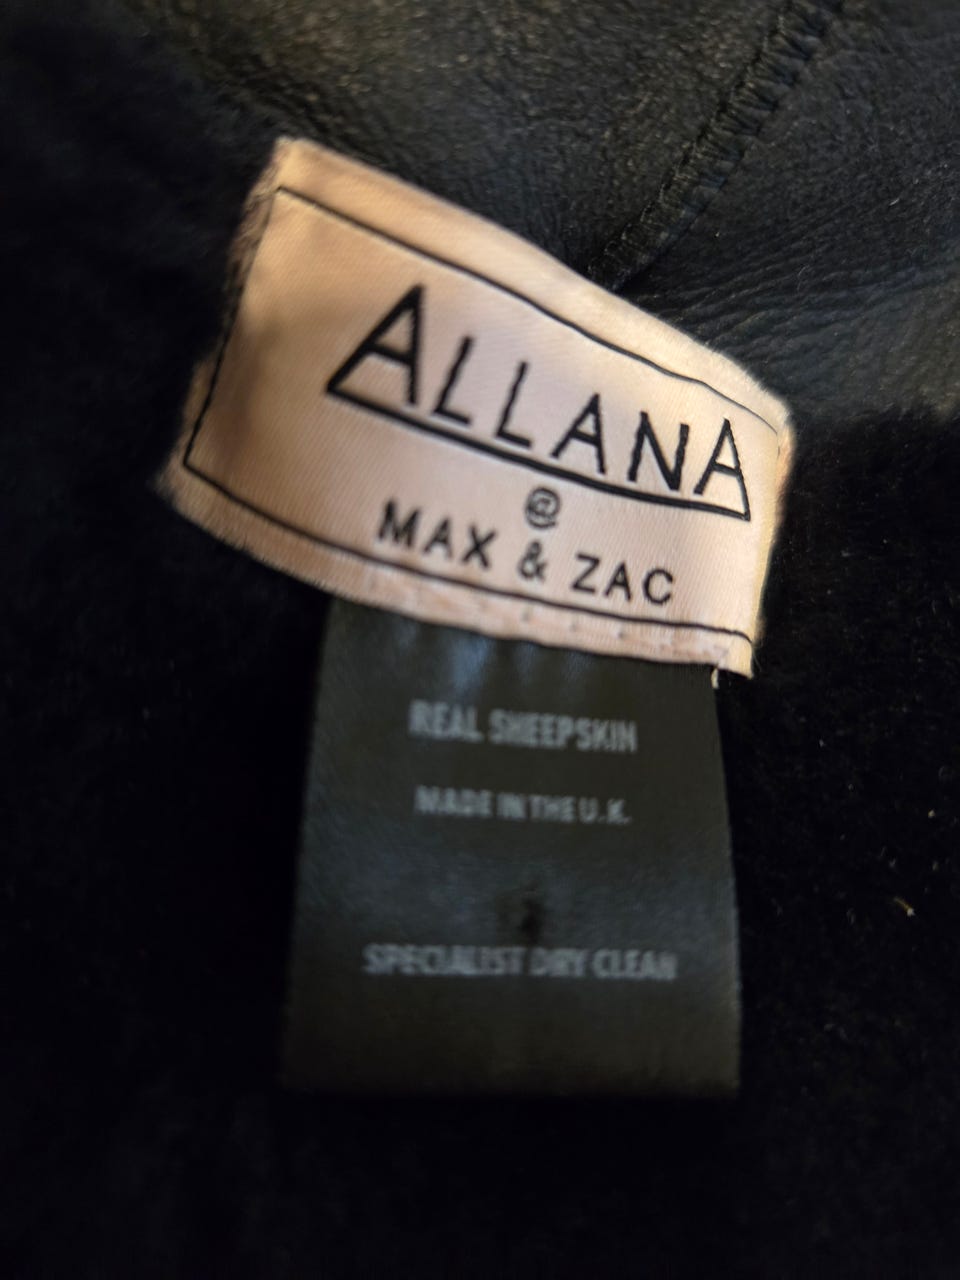 ALLANA
@
MAX & ZAC
REAL SHEEPSKIN
MADE IN THE U.K.
SPECIALIST DRY CLEAN